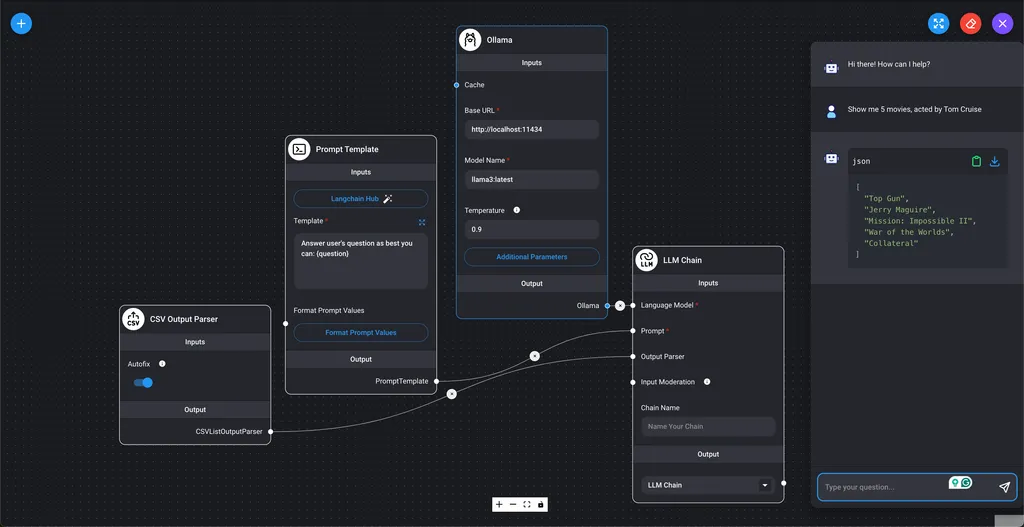 CSV Output Parser
Inputs
Autofix
Output
CSVListOutputParser
Prompt Template
Inputs
Langchain Hub
Template *
Answer user's question as best you
can: {question}
Format Prompt Values
Format Prompt Values
Output
PromptTemplate
Ollama
Inputs
Cache
Base URL *
http://localhost:11434
Model Name *
llama3:latest
Temperature
0.9
Additional Parameters
Output
Ollama
LLM Chain
Inputs
Language Model *
Prompt *
Output Parser
Input Moderation
Chain Name
Name Your Chain
Output
LLM Chain
Hi there! How can I help?
Show me 5 movies, acted by Tom Cruise
json
[
"Top Gun",
"Jerry Maguire",
"Mission: Impossible II",
"War of the Worlds",
"Collateral"
]
Type your question...
CSV
LLM